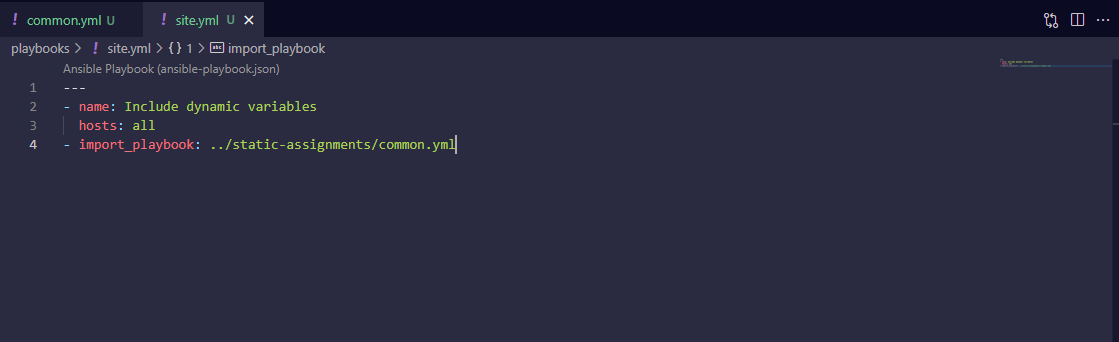 ! common.yml U ! site.yml U ×
playbooks > ! site.yml > {} 1 > abc import_playbook
Ansible Playbook (ansible-playbook.json)
1 ---
2 - name: Include dynamic variables
3 hosts: all
4 - import_playbook: ../static-assignments/common.yml